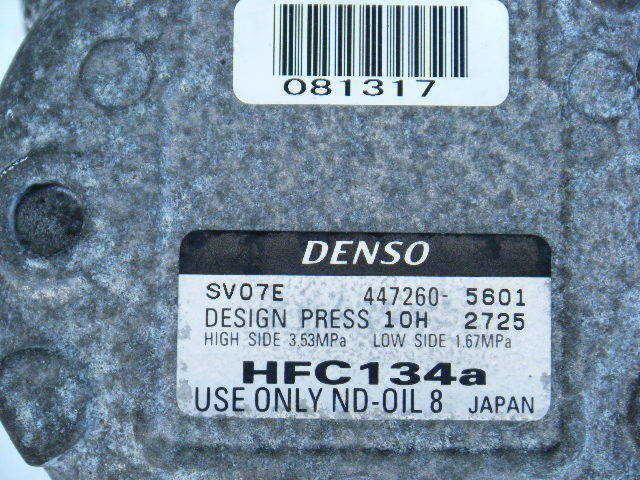 081317
DENSO
SV07E 447260- 5601
DESIGN PRESS 10H 2725
HIGH SIDE 3.53MPa LOW SIDE 1.67MPa
HFC134a
USE ONLY ND-OIL 8 JAPAN